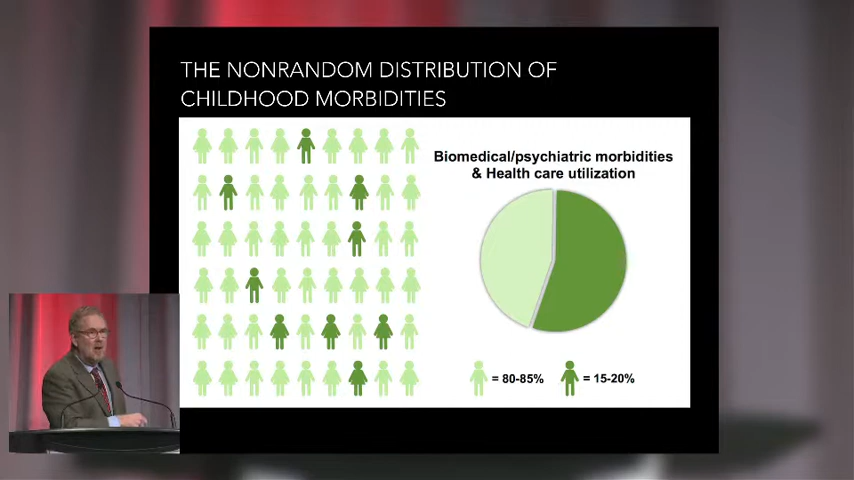 THE NONRANDOM DISTRIBUTION OF
CHILDHOOD MORBIDITIES
Biomedical/psychiatric morbidities
& Health care utilization
= 80-85%
= 15-20%